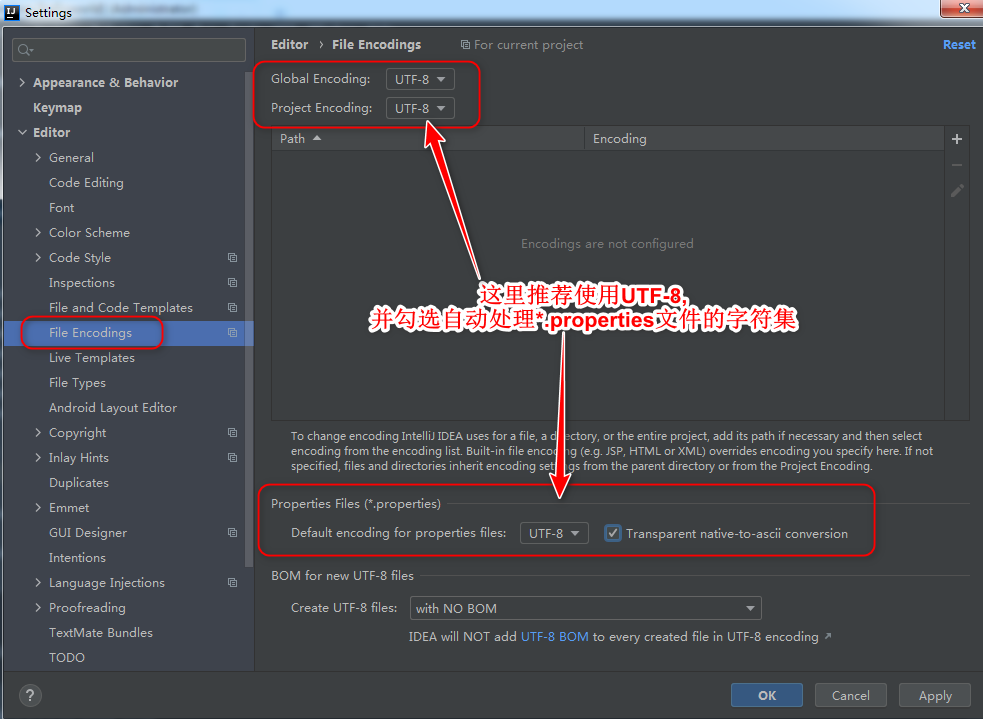 Settings
Editor › File Encodings
For current project
Reset
Appearance & Behavior
Keymap
Editor
General
Code Editing
Font
Color Scheme
Code Style
Inspections
File and Code Templates
File Encodings
Live Templates
File Types
Android Layout Editor
Copyright
Inlay Hints
Duplicates
Emmet
GUI Designer
Intentions
Language Injections
Proofreading
TextMate Bundles
TODO
Global Encoding: UTF-8
Project Encoding: UTF-8
Path Encoding
Encodings are not configured
这里推荐使用UTF-8,
并勾选自动处理*.properties文件的字符集
To change encoding IntelliJ IDEA uses for a file, a directory, or the entire project, add its path if necessary and then select
encoding from the encoding list. Built-in file encoding (e.g. JSP, HTML or XML) overrides encoding you specify here. If not
specified, files and directories inherit encoding settings from the parent directory or from the Project Encoding.
Properties Files (*.properties)
Default encoding for properties files: UTF-8 Transparent native-to-ascii conversion
BOM for new UTF-8 files
Create UTF-8 files: with NO BOM
IDEA will NOT add UTF-8 BOM to every created file in UTF-8 encoding ↗
?
OK Cancel Apply